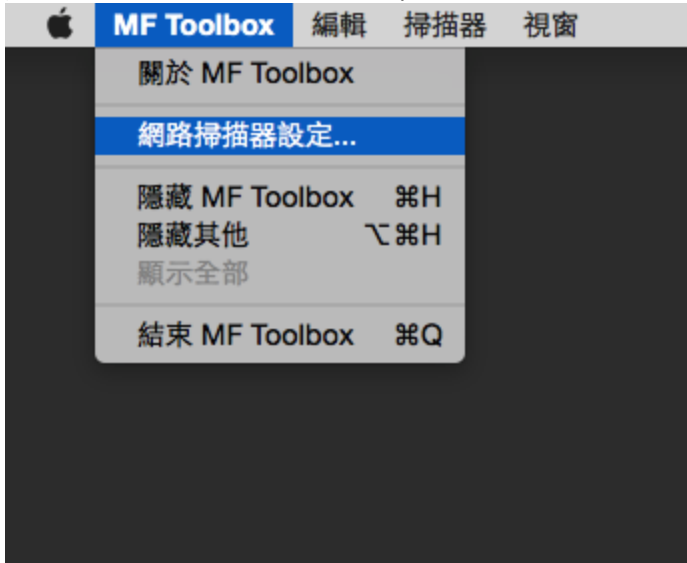 MF Toolbox 編輯 掃描器 視窗
關於 MF Toolbox
網路掃描器設定...
隱藏 MF Toolbox ⌘H
隱藏其他 ⌥⌘H
顯示全部
結束 MF Toolbox ⌘Q